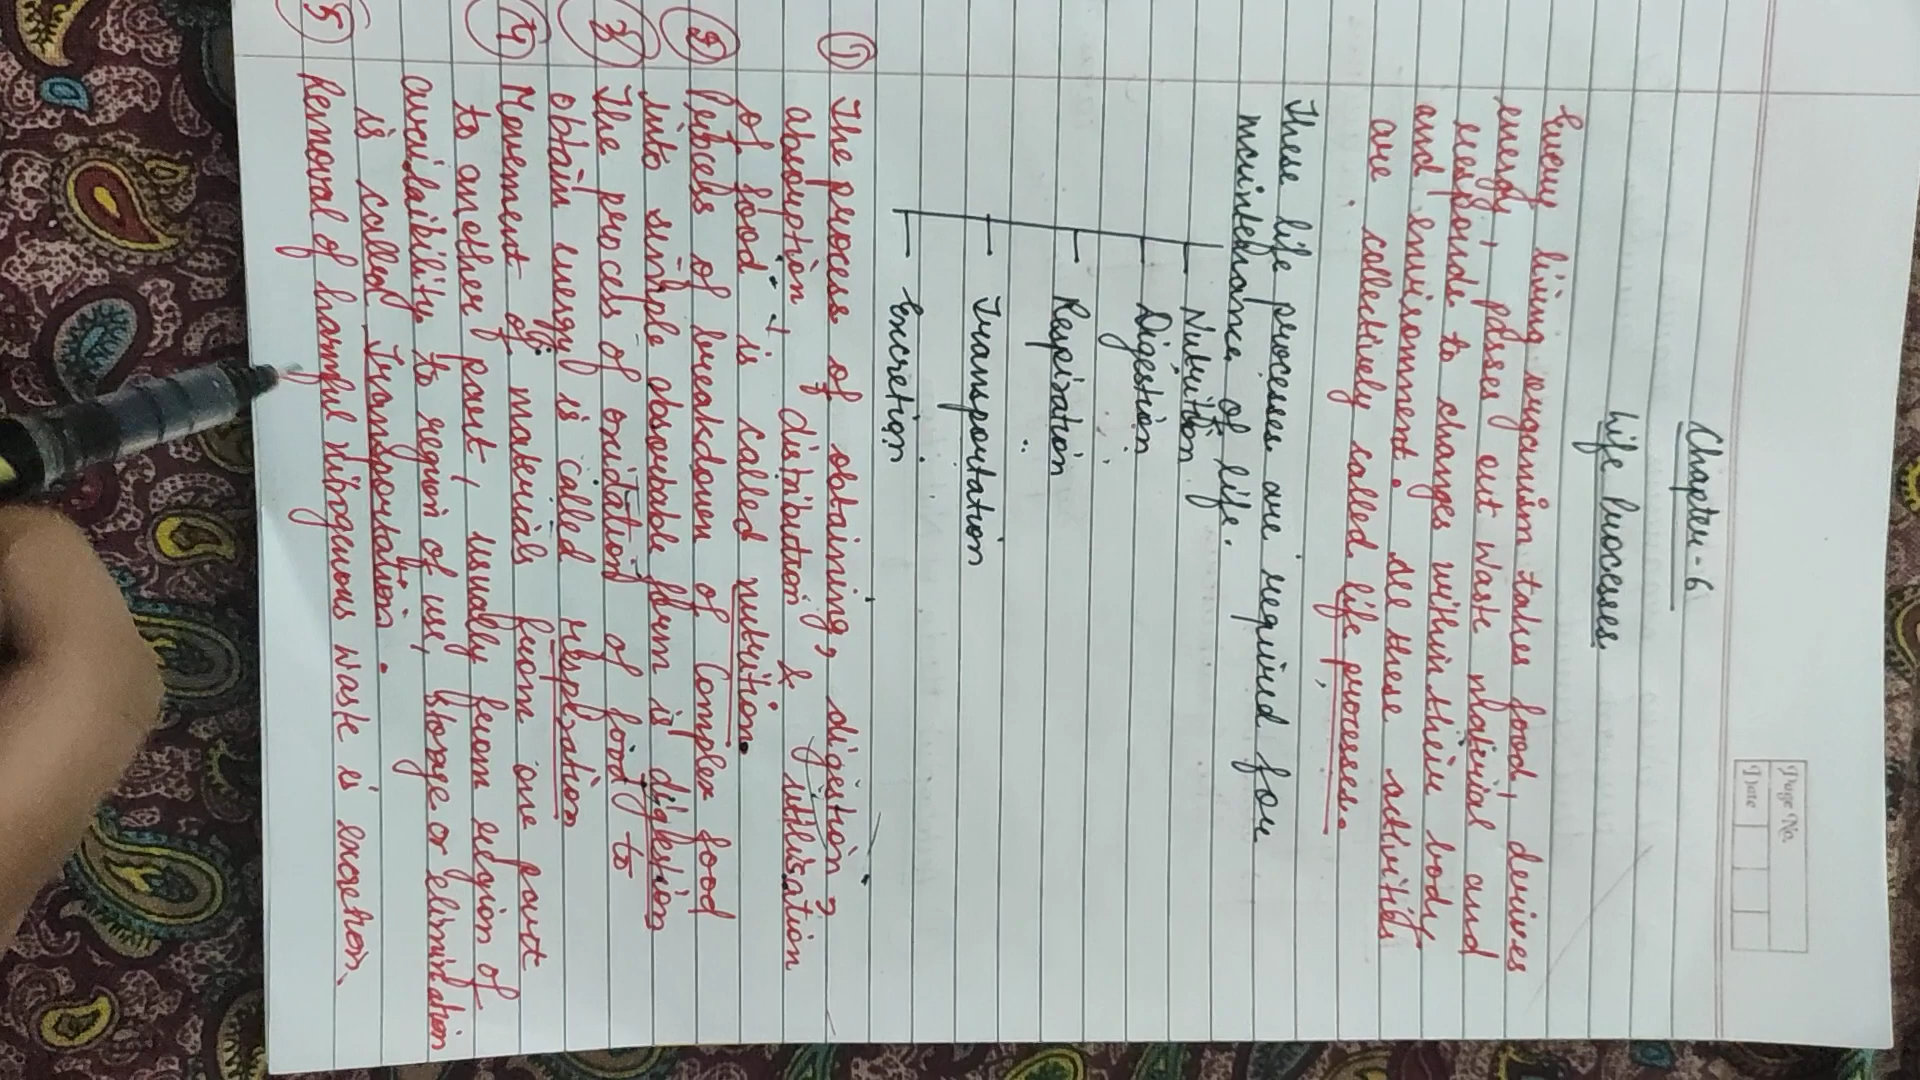 Page No.
Date
Chapter-6
Life Processes
Every living organism takes food, derives
energy, passes out waste material and
responds to changes within their body
and environment. All these activities
are collectively called life processes.
These life processes are required for
maintenance of life.
Nutrition
Digestion
Respiration
Transportation
Excretion
① The process of obtaining, digestion,
absorption, distribution & utilisation
of food is called nutrition.
② Process of breakdown of Complex food
into simple absorbable form is digestion
③ The process of oxidation of food to
obtain energy is called respiration
④ Movement of materials from one part
to another part, usually from region of
availaibility to region of use, storage or elimination
is called Transportation.
⑤ Removal of harmful nitrogenous waste is excretion.